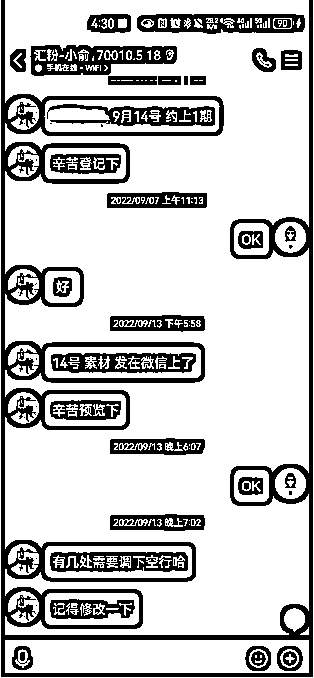 4:30
90
汇粉-小俞 /70010.5 18
手机在线 - WiFi >
9月14号 约上1期
辛苦登记下
2022/09/07 上午11:13
OK
好
2022/09/13 下午5:58
14号 素材 发在微信上了
辛苦预览下
2022/09/13 晚上6:07
OK
2022/09/13 晚上7:02
有几处需要调下空行哈
记得修改一下